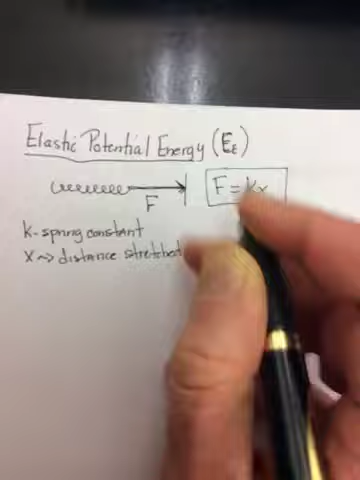 Elastic Potential Energy (EE)
F
F = kx
k - spring constant
x ~> distance stretched